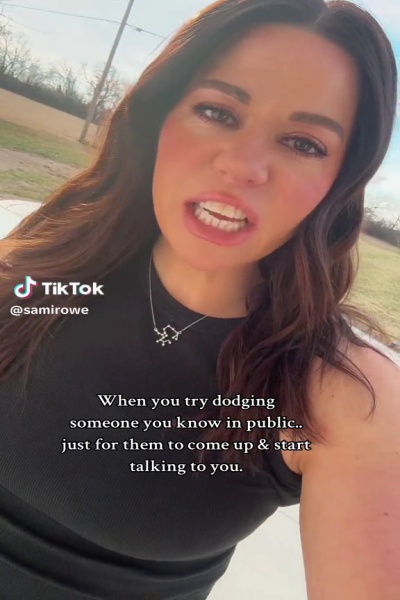 TikTok
@samirowe
When you try dodging
someone you know in public..
just for them to come up & start
talking to you.